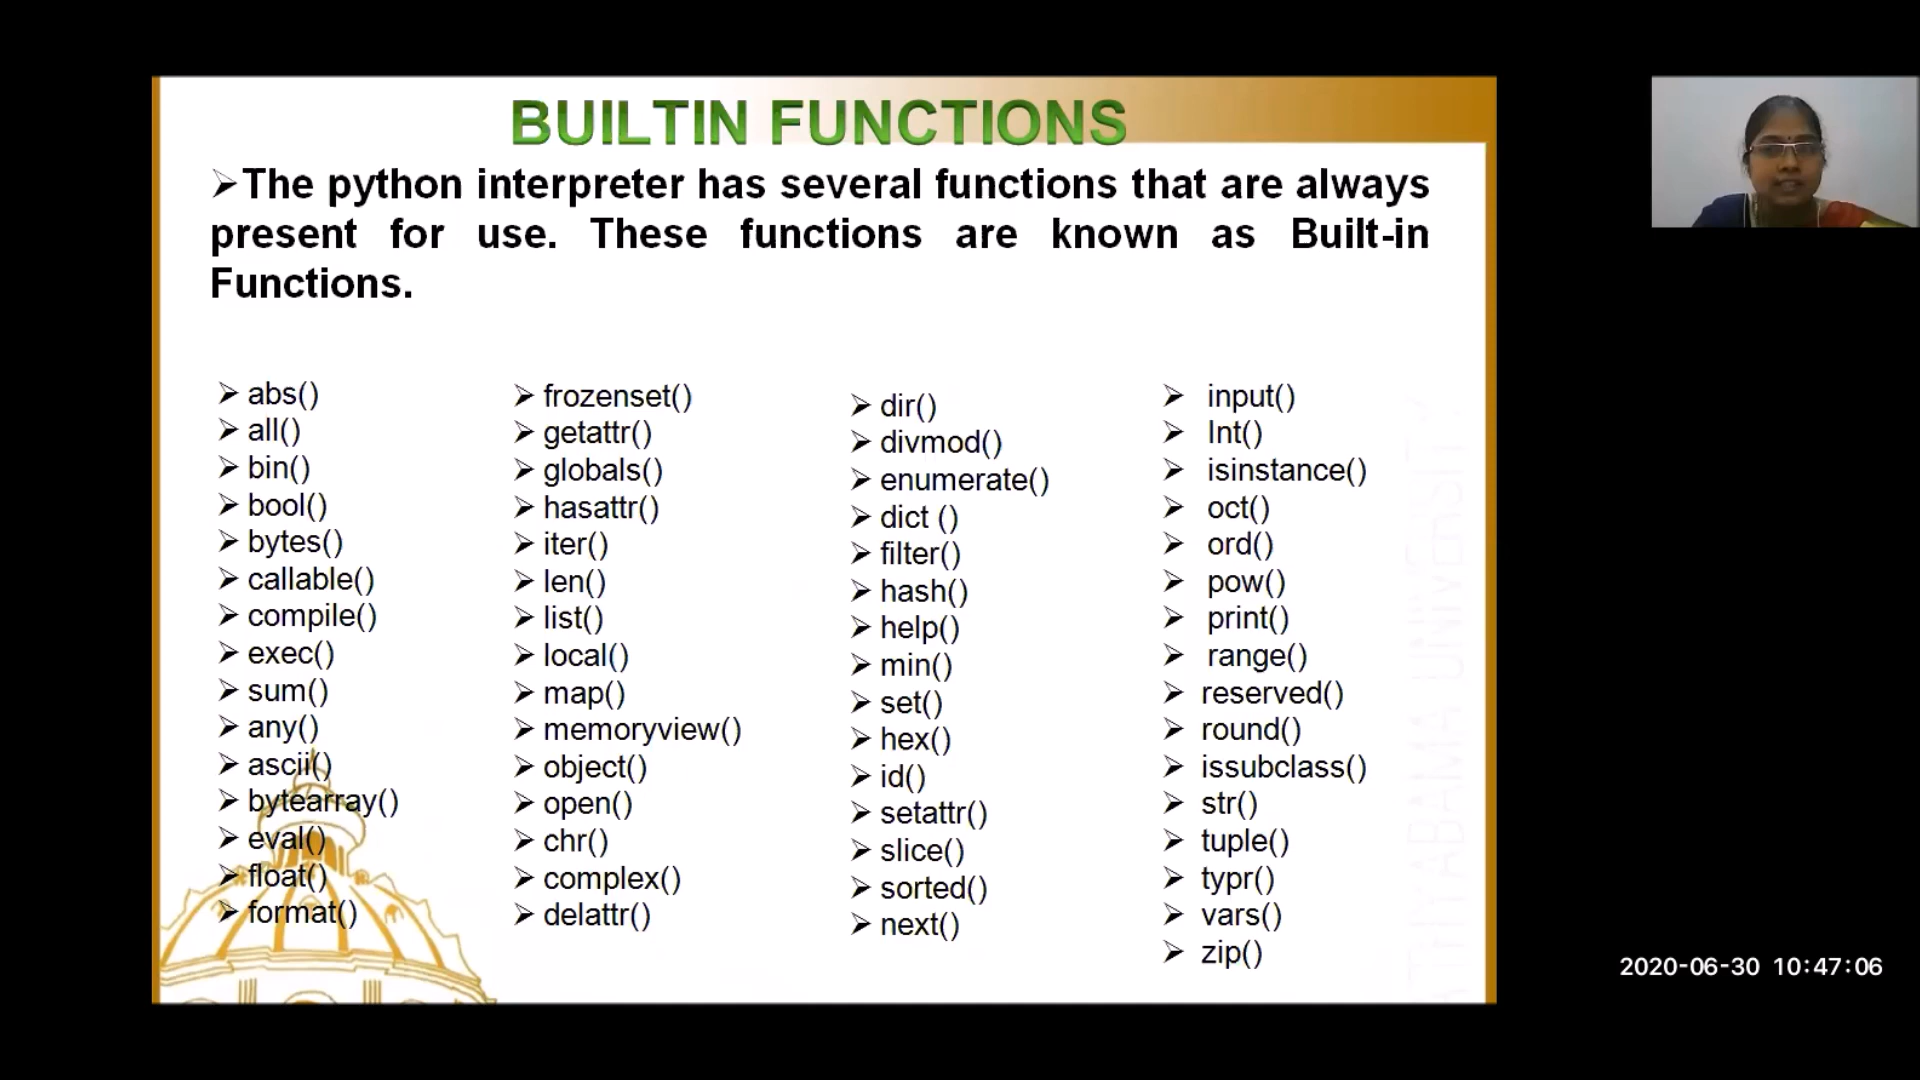 BUILTIN FUNCTIONS
➢The python interpreter has several functions that are always
present for use. These functions are known as Built-in
Functions.
➢ abs()
➢ all()
➢ bin()
➢ bool()
➢ bytes()
➢ callable()
➢ compile()
➢ exec()
➢ sum()
➢ any()
➢ ascii()
➢ bytearray()
➢ eval()
➢ float()
➢ format()
➢ frozenset()
➢ getattr()
➢ globals()
➢ hasattr()
➢ iter()
➢ len()
➢ list()
➢ local()
➢ map()
➢ memoryview()
➢ object()
➢ open()
➢ chr()
➢ complex()
➢ delattr()
➢ dir()
➢ divmod()
➢ enumerate()
➢ dict ()
➢ filter()
➢ hash()
➢ help()
➢ min()
➢ set()
➢ hex()
➢ id()
➢ setattr()
➢ slice()
➢ sorted()
➢ next()
➢ input()
➢ Int()
➢ isinstance()
➢ oct()
➢ ord()
➢ pow()
➢ print()
➢ range()
➢ reserved()
➢ round()
➢ issubclass()
➢ str()
➢ tuple()
➢ typr()
➢ vars()
➢ zip()
2020-06-30 10:47:06